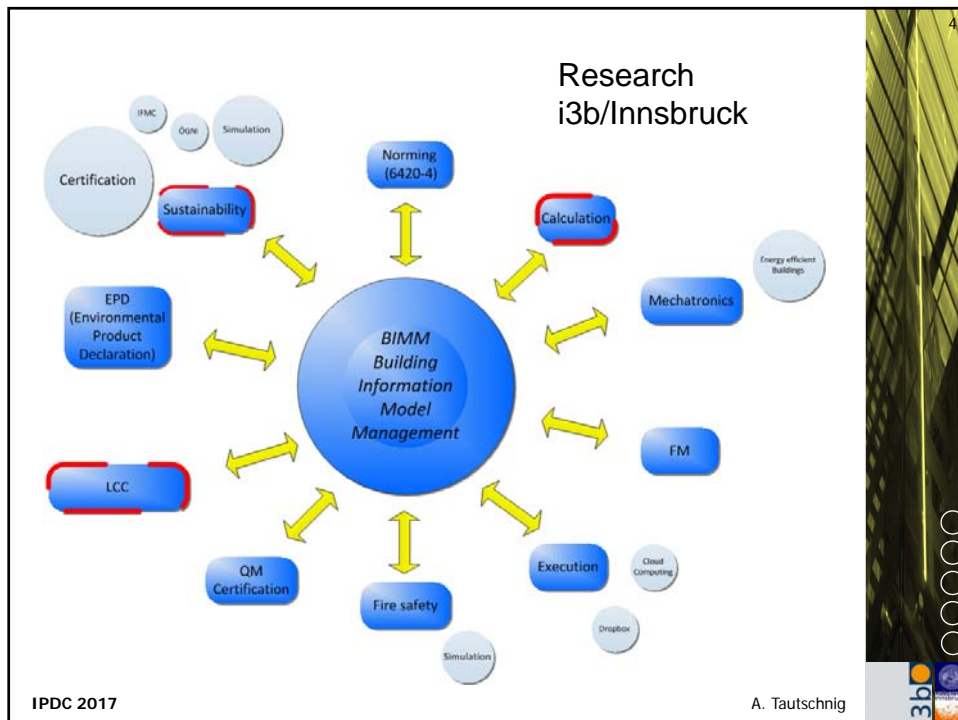 4
Research
i3b/Innsbruck
IFMC
ÖGNI
Simulation
Certification
Sustainability
Norming
(6420-4)
Calculation
Energy efficient
Buildings
Mechatronics
EPD
(Environmental
Product
Declaration)
BIMM
Building
Information
Model
Management
FM
LCC
QM
Certification
Fire safety
Simulation
Execution
Cloud
Computing
Dropbox
IPDC 2017
A. Tautschnig
3b